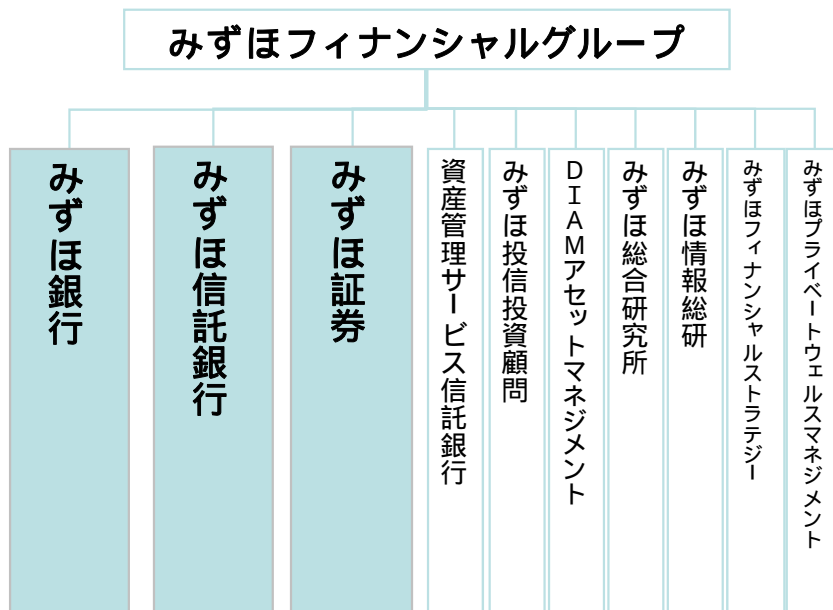 みずほフィナンシャルグループ
みずほ銀行
みずほ信託銀行
みずほ証券
資産管理サービス信託銀行
みずほ投信投資顧問
DIAMアセットマネジメント
みずほ総合研究所
みずほ情報総研
みずほフィナンシャルストラテジー
みずほプライベートウェルスマネジメント